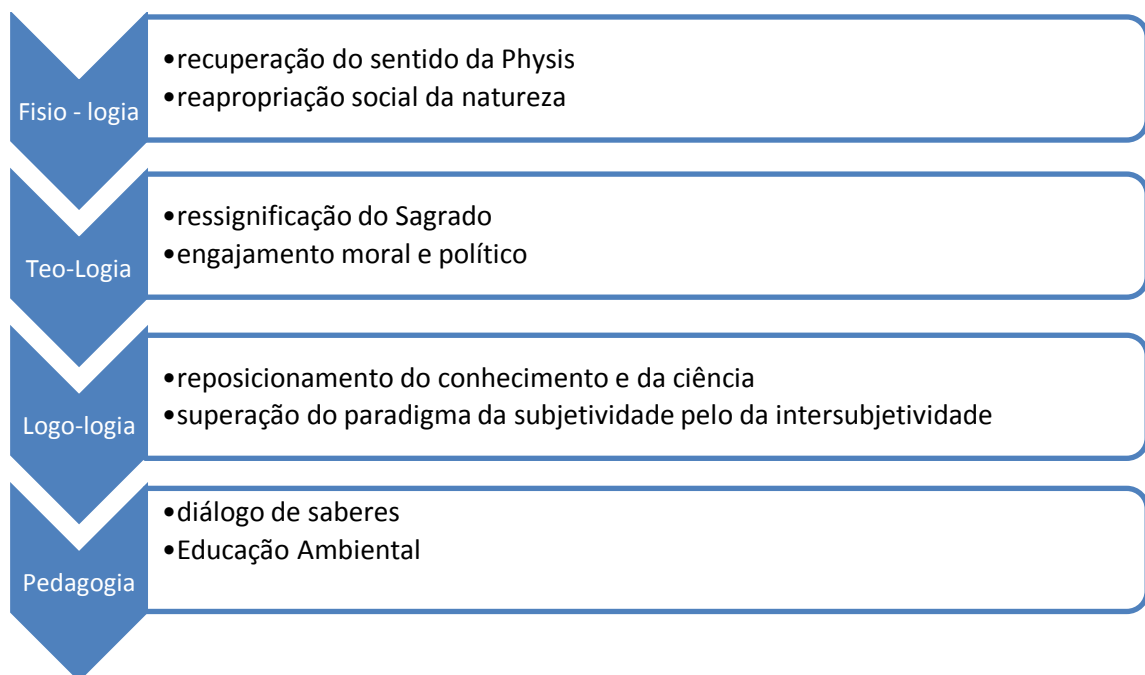 Fisio - logia
•recuperação do sentido da Physis
•reapropriação social da natureza
Teo-Logia
•ressignificação do Sagrado
•engajamento moral e político
Logo-logia
•reposicionamento do conhecimento e da ciência
•superação do paradigma da subjetividade pelo da intersubjetividade
Pedagogia
•diálogo de saberes
•Educação Ambiental